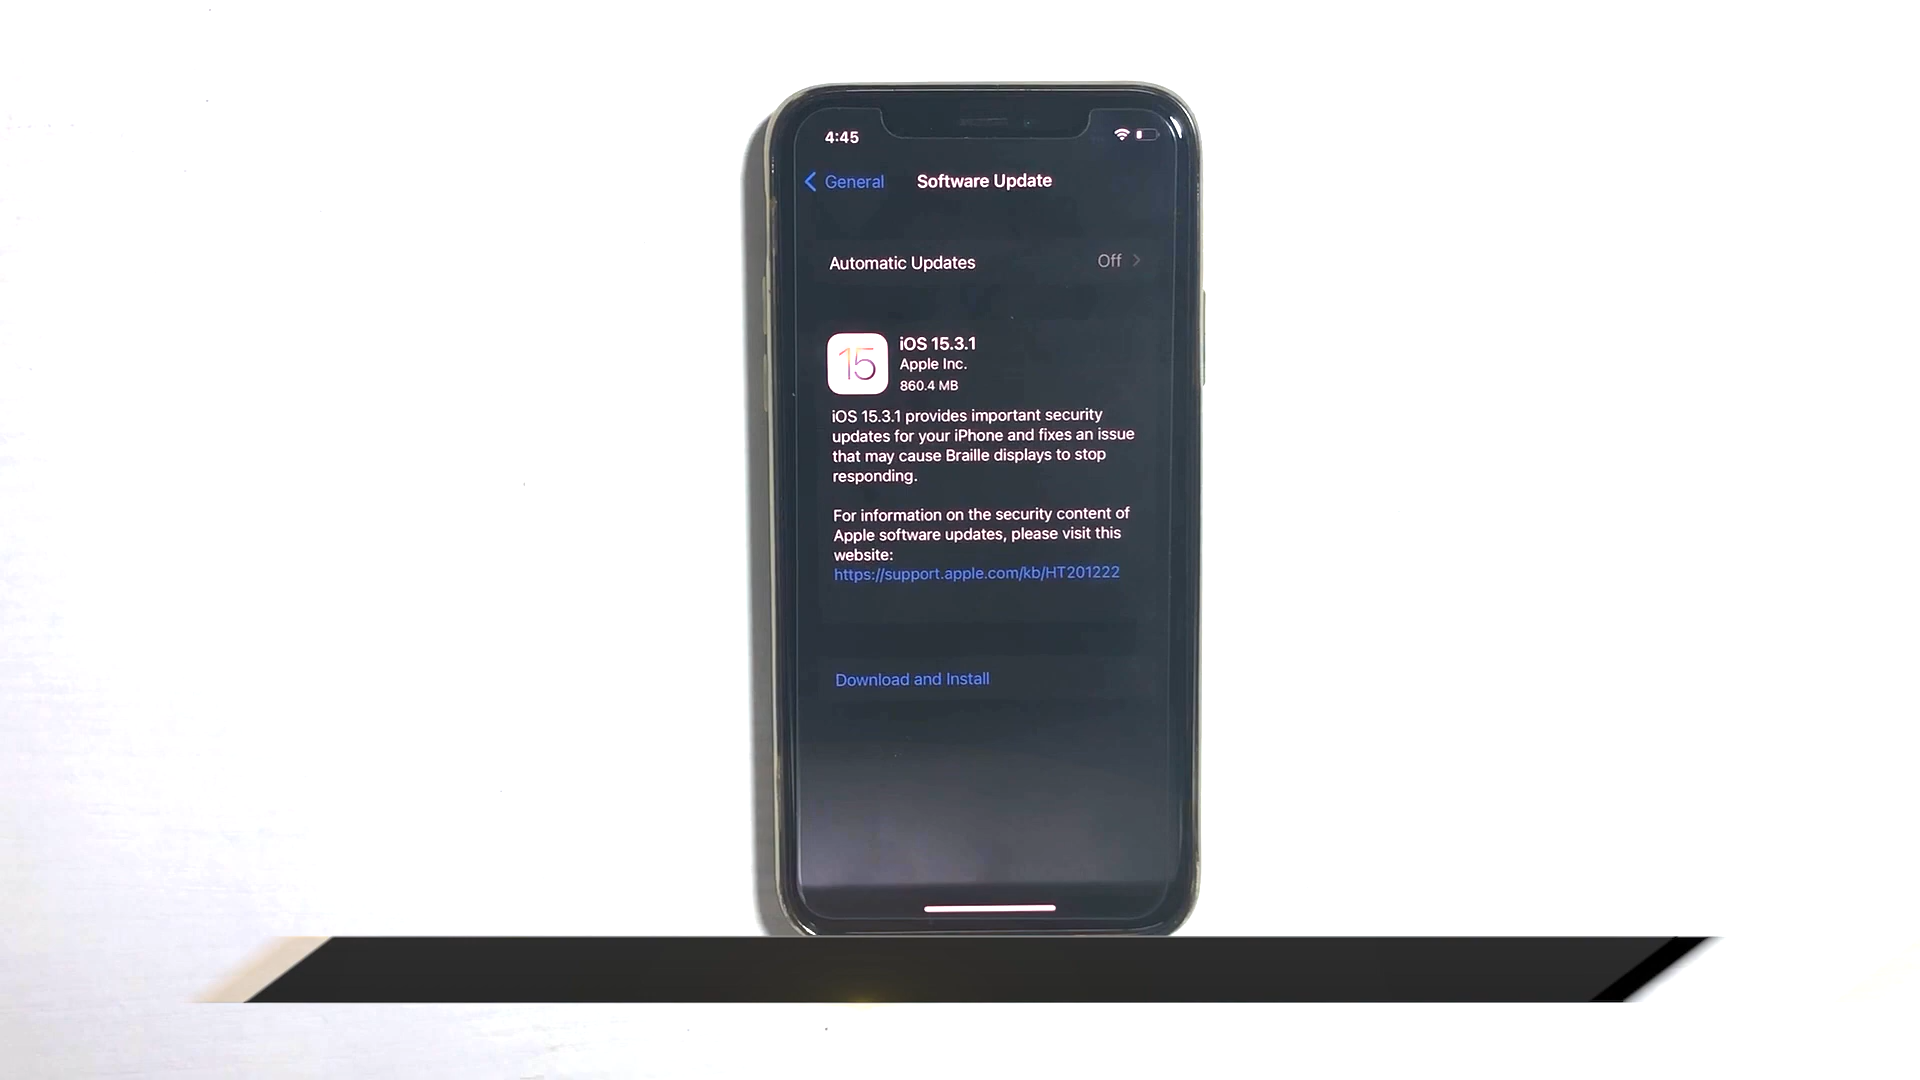 4:45
General
Software Update
Automatic Updates
Off
15
iOS 15.3.1
Apple Inc.
860.4 MB
iOS 15.3.1 provides important security
updates for your iPhone and fixes an issue
that may cause Braille displays to stop
responding.
For information on the security content of
Apple software updates, please visit this
website:
https://support.apple.com/kb/HT201222
Download and Install